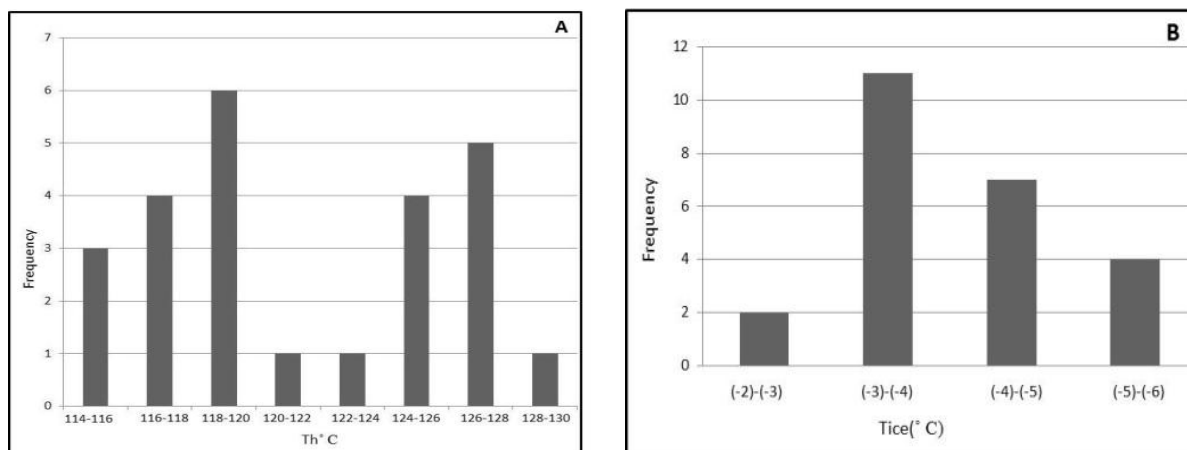 A
7
6
5
4
3
2
1
0
Frequency
114-116 116-118 118-120 120-122 122-124 124-126 126-128 128-130
Th° C
B
12
10
8
6
4
2
0
Frequency
(-2)-(-3) (-3)-(-4) (-4)-(-5) (-5)-(-6)
Tice(° C)